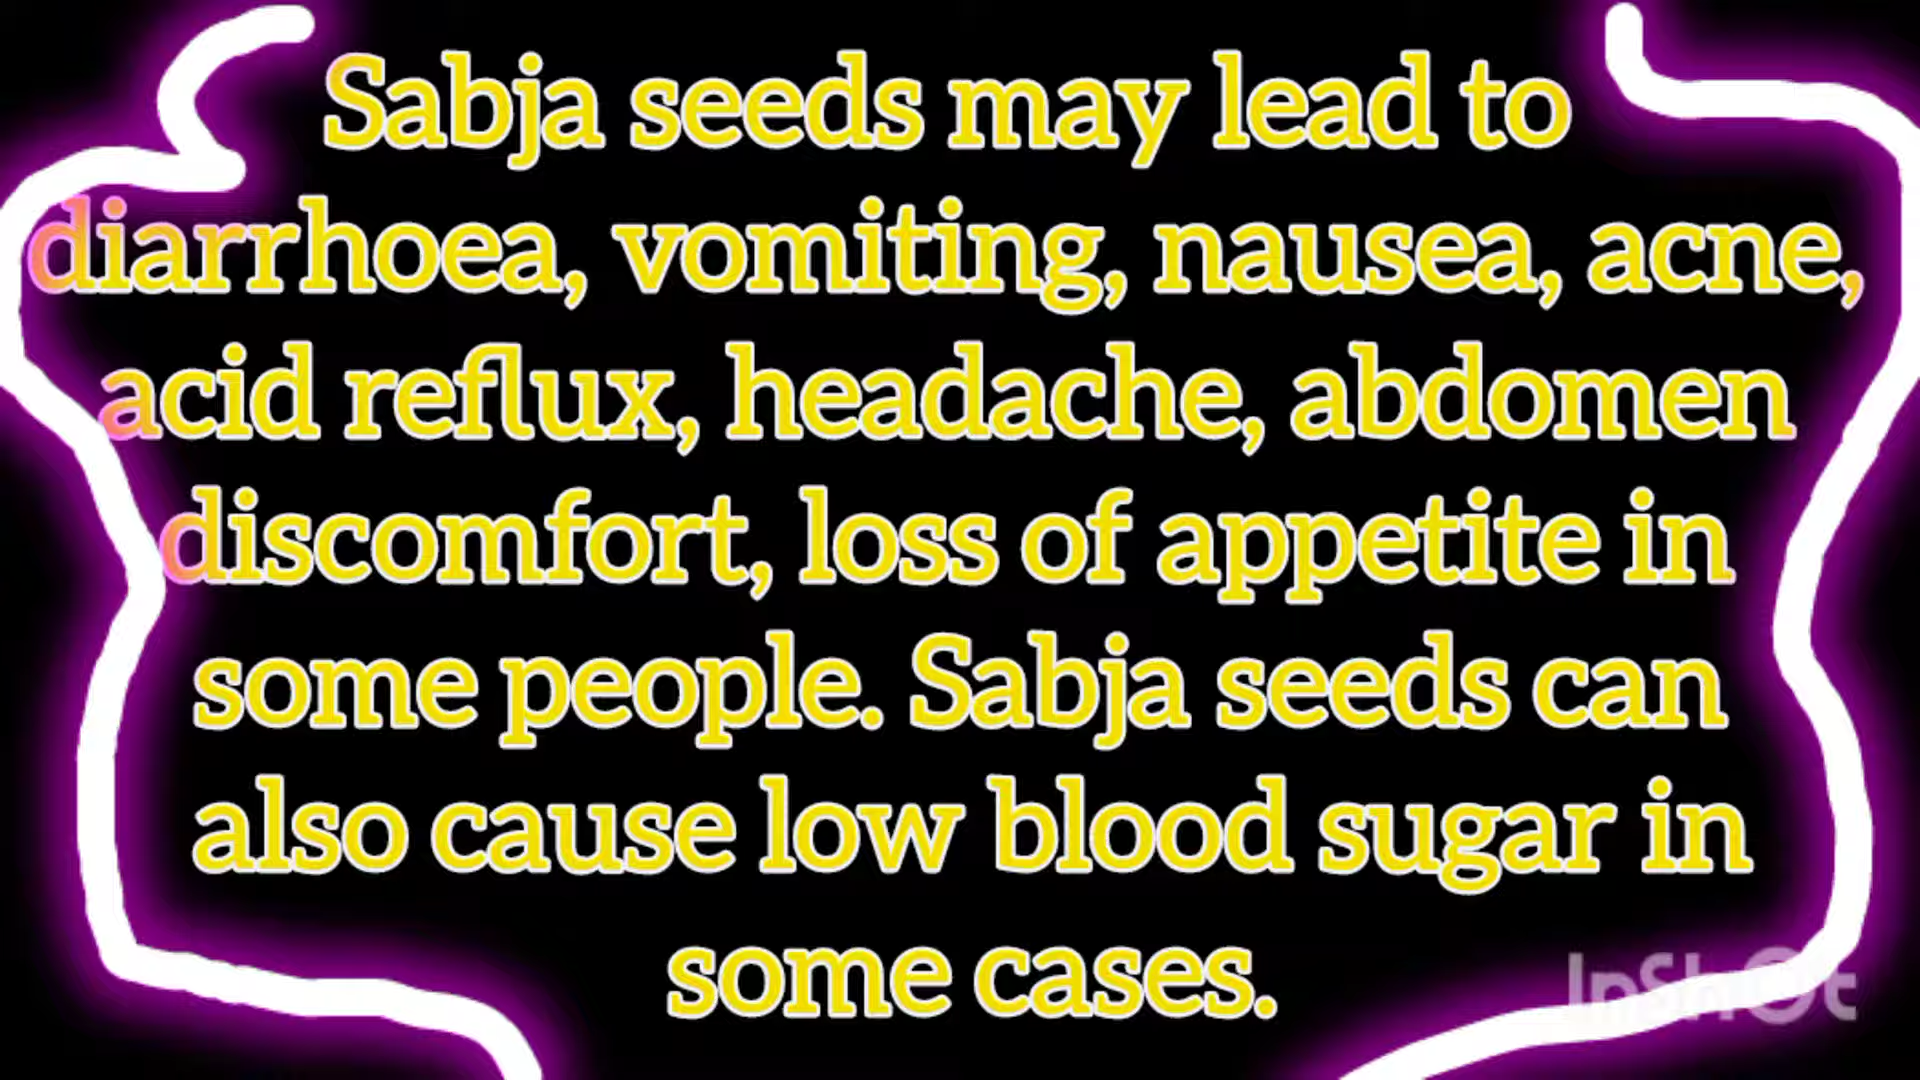 Sabja seeds may lead to
diarrhoea, vomiting, nausea, acne,
acid reflux, headache, abdomen
discomfort, loss of appetite in
some people. Sabja seeds can
also cause low blood sugar in
some cases.
InShOt